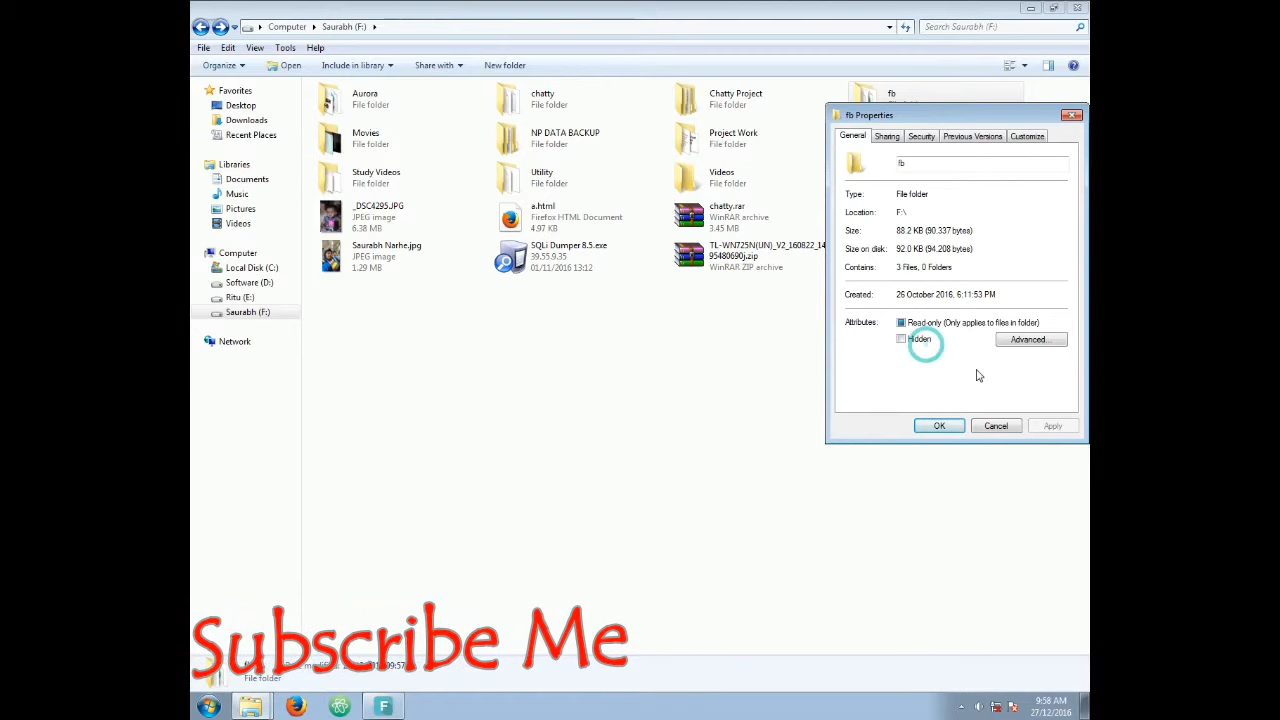 Computer Saurabh (F:)
Search Saurabh (F:)
File Edit View Tools Help
Organize Open Include in library Share with New folder
Favorites
Desktop
Downloads
Recent Places
Libraries
Documents
Music
Pictures
Videos
Computer
Local Disk (C:)
Software (D:)
Ritu (E:)
Saurabh (F:)
Network
Aurora
File folder
chatty
File folder
Chatty Project
File folder
fb
Movies
File folder
NP DATA BACKUP
File folder
Project Work
File folder
Study Videos
File folder
Utility
File folder
Videos
File folder
_DSC4295.JPG
JPEG image
6.38 MB
a.html
Firefox HTML Document
4.97 KB
chatty.rar
WinRAR archive
3.45 MB
Saurabh Narhe.jpg
JPEG image
1.29 MB
SQLi Dumper 8.5.exe
39.55.9.35
01/11/2016 13:12
TL-WN725N(UN)_V2_160822_14
95480690j.zip
WinRAR ZIP archive
fb Properties
General Sharing Security Previous Versions Customize
fb
Type: File folder
Location: F:\
Size: 88.2 KB (90,337 bytes)
Size on disk: 92.0 KB (94,208 bytes)
Contains: 3 Files, 0 Folders
Created: 26 October 2016, 6:11:53 PM
Attributes: Read-only (Only applies to files in folder)
Hidden Advanced...
OK Cancel Apply
Subscribe Me
File folder
9:58 AM
27/12/2016